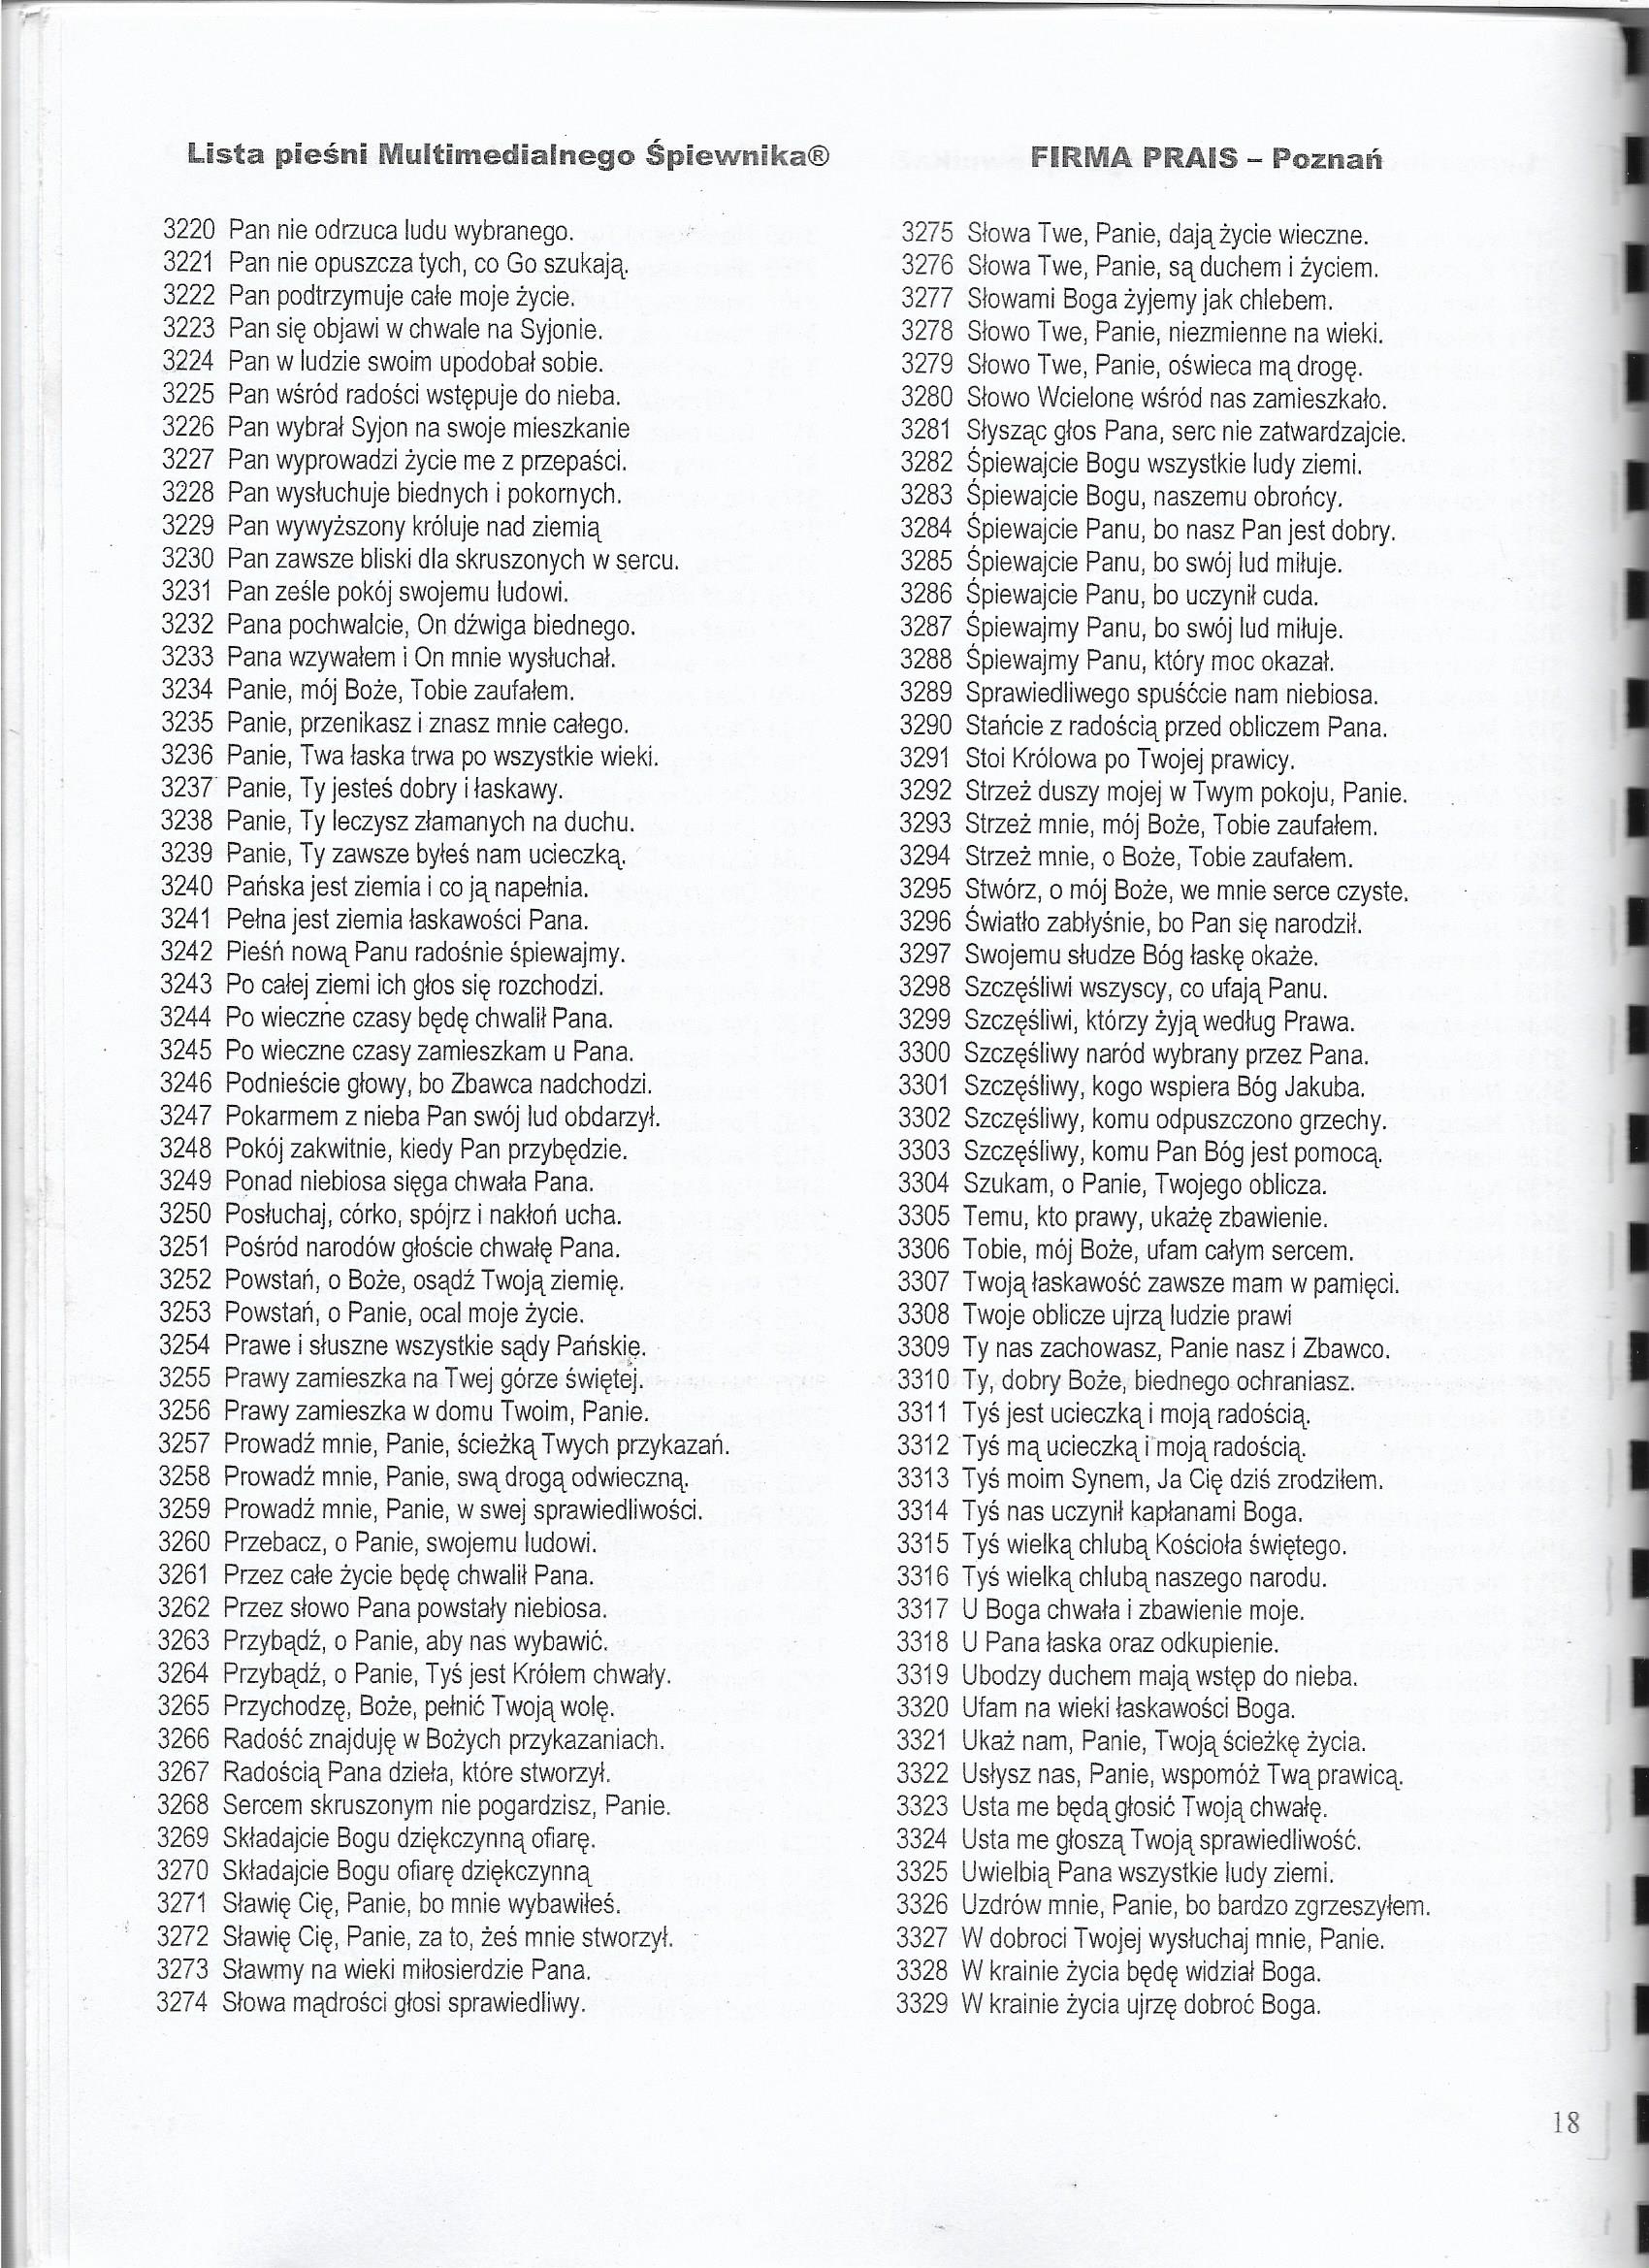 Lista pieśni Multimedialnego Śpiewnika®
FIRMA PRAIS – Poznań
3220 Pan nie odrzuca ludu wybranego.
3221 Pan nie opuszcza tych, co Go szukają.
3222 Pan podtrzymuje całe moje życie.
3223 Pan się objawi w chwale na Syjonie.
3224 Pan w ludzie swoim upodobał sobie.
3225 Pan wśród radości wstępuje do nieba.
3226 Pan wybrał Syjon na swoje mieszkanie
3227 Pan wyprowadzi życie me z przepaści.
3228 Pan wysłuchuje biednych i pokornych.
3229 Pan wywyższony króluje nad ziemią
3230 Pan zawsze bliski dla skruszonych w sercu.
3231 Pan ześle pokój swojemu ludowi.
3232 Pana pochwalcie, On dźwiga biednego.
3233 Pana wzywałem i On mnie wysłuchał.
3234 Panie, mój Boże, Tobie zaufałem.
3235 Panie, przenikasz i znasz mnie całego.
3236 Panie, Twa łaska trwa po wszystkie wieki.
3237 Panie, Ty jesteś dobry i łaskawy.
3238 Panie, Ty leczysz złamanych na duchu.
3239 Panie, Ty zawsze byłeś nam ucieczką.
3240 Pańska jest ziemia i co ją napełnia.
3241 Pełna jest ziemia łaskawości Pana.
3242 Pieśń nową Panu radośnie śpiewajmy.
3243 Po całej ziemi ich głos się rozchodzi.
3244 Po wieczne czasy będę chwalił Pana.
3245 Po wieczne czasy zamieszkam u Pana.
3246 Podnieście głowy, bo Zbawca nadchodzi.
3247 Pokarmem z nieba Pan swój lud obdarzył.
3248 Pokój zakwitnie, kiedy Pan przybędzie.
3249 Ponad niebiosa sięga chwała Pana.
3250 Posłuchaj, córko, spójrz i nakłoń ucha.
3251 Pośród narodów głoście chwałę Pana.
3252 Powstań, o Boże, osądź Twoją ziemię.
3253 Powstań, o Panie, ocal moje życie.
3254 Prawe i słuszne wszystkie sądy Pańskie.
3255 Prawy zamieszka na Twej górze świętej.
3256 Prawy zamieszka w domu Twoim, Panie.
3257 Prowadź mnie, Panie, ścieżką Twych przykazań.
3258 Prowadź mnie, Panie, swą drogą odwieczną.
3259 Prowadź mnie, Panie, w swej sprawiedliwości.
3260 Przebacz, o Panie, swojemu ludowi.
3261 Przez całe życie będę chwalił Pana.
3262 Przez słowo Pana powstały niebiosa.
3263 Przybądź, o Panie, aby nas wybawić.
3264 Przybądź, o Panie, Tyś jest Królem chwały.
3265 Przychodzę, Boże, pełnić Twoją wolę.
3266 Radość znajduję w Bożych przykazaniach.
3267 Radością Pana dzieła, które stworzył.
3268 Sercem skruszonym nie pogardzisz, Panie.
3269 Składajcie Bogu dziękczynną ofiarę.
3270 Składajcie Bogu ofiarę dziękczynną
3271 Sławię Cię, Panie, bo mnie wybawiłeś.
3272 Sławię Cię, Panie, za to, żeś mnie stworzył.
3273 Sławmy na wieki miłosierdzie Pana.
3274 Słowa mądrości głosi sprawiedliwy.
3275 Słowa Twe, Panie, dają życie wieczne.
3276 Słowa Twe, Panie, są duchem i życiem.
3277 Słowami Boga żyjemy jak chlebem.
3278 Słowo Twe, Panie, niezmienne na wieki.
3279 Słowo Twe, Panie, oświeca mą drogę.
3280 Słowo Wcielone wśród nas zamieszkało.
3281 Słysząc głos Pana, serc nie zatwardzajcie.
3282 Śpiewajcie Bogu wszystkie ludy ziemi.
3283 Śpiewajcie Bogu, naszemu obrońcy.
3284 Śpiewajcie Panu, bo nasz Pan jest dobry.
3285 Śpiewajcie Panu, bo swój lud miłuje.
3286 Śpiewajcie Panu, bo uczynił cuda.
3287 Śpiewajmy Panu, bo swój lud miłuje.
3288 Śpiewajmy Panu, który moc okazał.
3289 Sprawiedliwego spuśćcie nam niebiosa.
3290 Stańcie z radością przed obliczem Pana.
3291 Stoi Królowa po Twojej prawicy.
3292 Strzeż duszy mojej w Twym pokoju, Panie.
3293 Strzeż mnie, mój Boże, Tobie zaufałem.
3294 Strzeż mnie, o Boże, Tobie zaufałem.
3295 Stwórz, o mój Boże, we mnie serce czyste.
3296 Światło zabłyśnie, bo Pan się narodził.
3297 Swojemu słudze Bóg łaskę okaże.
3298 Szczęśliwi wszyscy, co ufają Panu.
3299 Szczęśliwi, którzy żyją według Prawa.
3300 Szczęśliwy naród wybrany przez Pana.
3301 Szczęśliwy, kogo wspiera Bóg Jakuba.
3302 Szczęśliwy, komu odpuszczono grzechy.
3303 Szczęśliwy, komu Pan Bóg jest pomocą.
3304 Szukam, o Panie, Twojego oblicza.
3305 Temu, kto prawy, ukażę zbawienie.
3306 Tobie, mój Boże, ufam całym sercem.
3307 Twoją łaskawość zawsze mam w pamięci.
3308 Twoje oblicze ujrzą ludzie prawi
3309 Ty nas zachowasz, Panie nasz i Zbawco.
3310 Ty, dobry Boże, biednego ochraniasz.
3311 Tyś jest ucieczką i moją radością.
3312 Tyś mą ucieczką i moją radością.
3313 Tyś moim Synem, Ja Cię dziś zrodziłem.
3314 Tyś nas uczynił kapłanami Boga.
3315 Tyś wielką chlubą Kościoła świętego.
3316 Tyś wielką chlubą naszego narodu.
3317 U Boga chwała i zbawienie moje.
3318 U Pana łaska oraz odkupienie.
3319 Ubodzy duchem mają wstęp do nieba.
3320 Ufam na wieki łaskawości Boga.
3321 Ukaż nam, Panie, Twoją ścieżkę życia.
3322 Usłysz nas, Panie, wspomóż Twą prawicą.
3323 Usta me będą głosić Twoją chwałę.
3324 Usta me głoszą Twoją sprawiedliwość.
3325 Uwielbią Pana wszystkie ludy ziemi.
3326 Uzdrów mnie, Panie, bo bardzo zgrzeszyłem.
3327 W dobroci Twojej wysłuchaj mnie, Panie.
3328 W krainie życia będę widział Boga.
3329 W krainie życia ujrzę dobroć Boga.
18